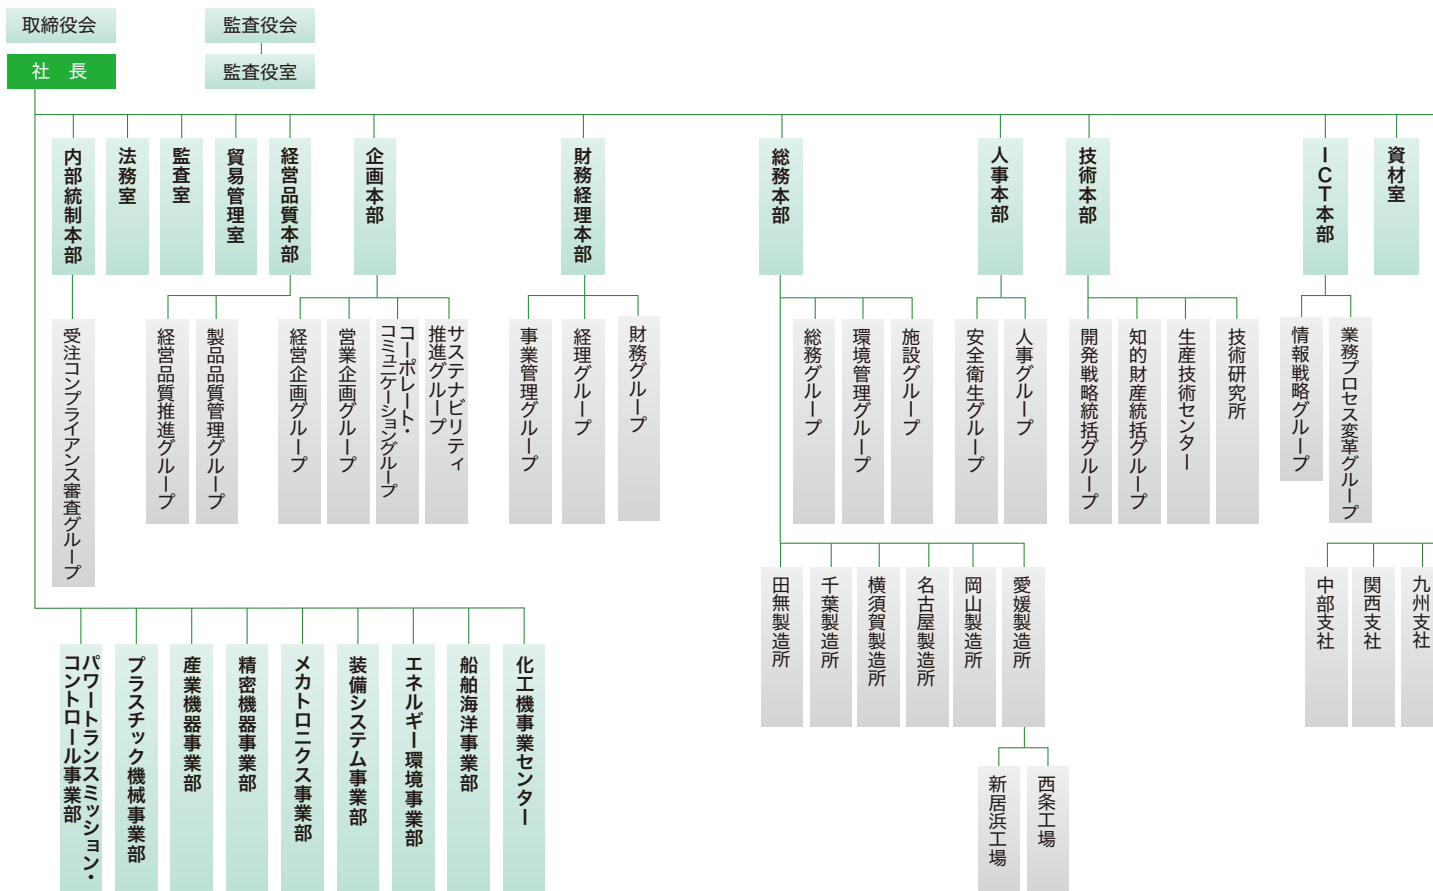 取締役会
監査役会
社　長
監査役室
内部統制本部
法務室
監査室
貿易管理室
経営品質本部
企画本部
財務経理本部
総務本部
人事本部
技術本部
ICT本部
資材室
受注コンプライアンス審査グループ
経営品質推進グループ
製品品質管理グループ
経営企画グループ
営業企画グループ
コーポレート・
コミュニケーショングループ
サステナビリティ
推進グループ
事業管理グループ
経理グループ
財務グループ
総務グループ
環境管理グループ
施設グループ
安全衛生グループ
人事グループ
開発戦略統括グループ
知的財産統括グループ
生産技術センター
技術研究所
情報戦略グループ
業務プロセス変革グループ
田無製造所
千葉製造所
横須賀製造所
名古屋製造所
岡山製造所
愛媛製造所
中部支社
関西支社
九州支社
新居浜工場
西条工場
パワートランスミッション・
コントロール事業部
プラスチック機械事業部
産業機器事業部
精密機器事業部
メカトロニクス事業部
装備システム事業部
エネルギー環境事業部
船舶海洋事業部
化工機事業センター